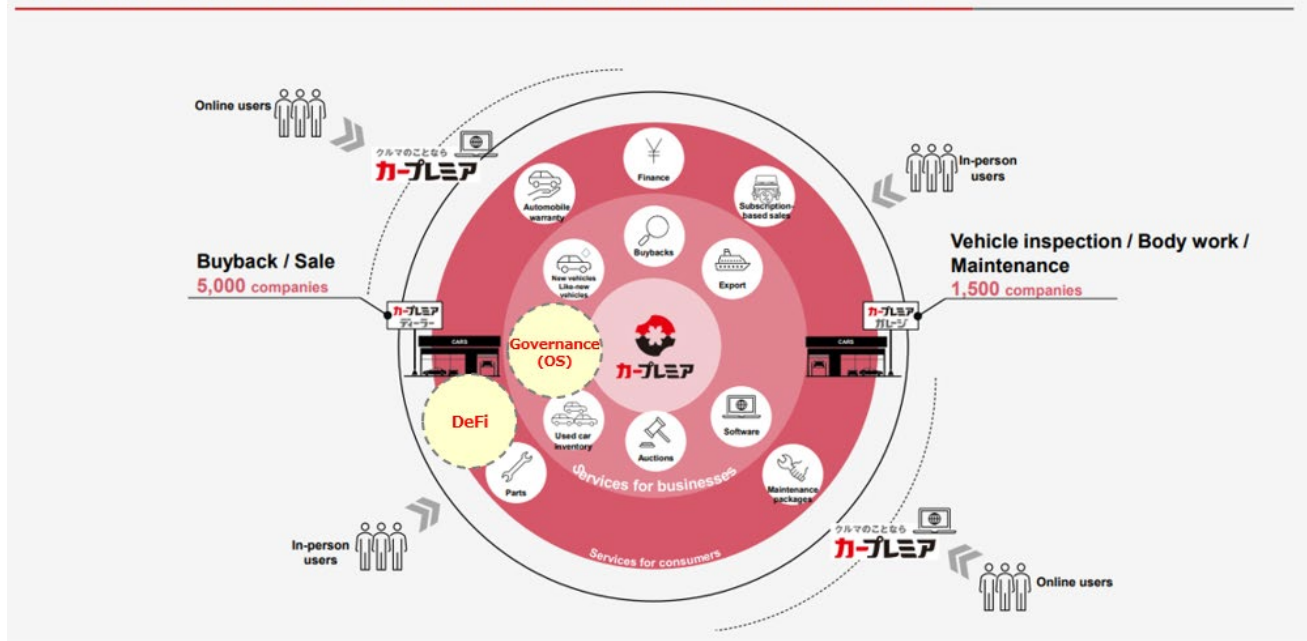 Online users
クルマのことなら
カープレミア
In-person
users
Finance
Automobile
warranty
Subscription-
based sales
Buybacks
New vehicles
Like-new
vehicles
Export
Buyback / Sale
5,000 companies
Vehicle inspection / Body work /
Maintenance
1,500 companies
カープレミア
ディーラー
CARS
Governance
(OS)
カープレミア
カープレミア
ガレージ
CARS
DeFi
Used car
inventory
Auctions
Software
Parts
Services for businesses
Maintenance
packages
In-person
users
Services for consumers
クルマのことなら
カープレミア
Online users